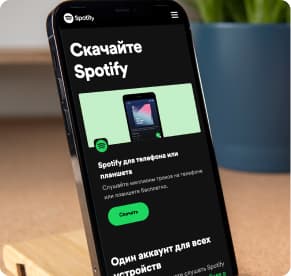 Spotify
Скачайте
Spotify
Spotify для телефона или
планшета
Слушайте миллионы треков на телефоне
или планшете бесплатно.
Скачать
Один аккаунт для всех
устройств
слушать Spotify